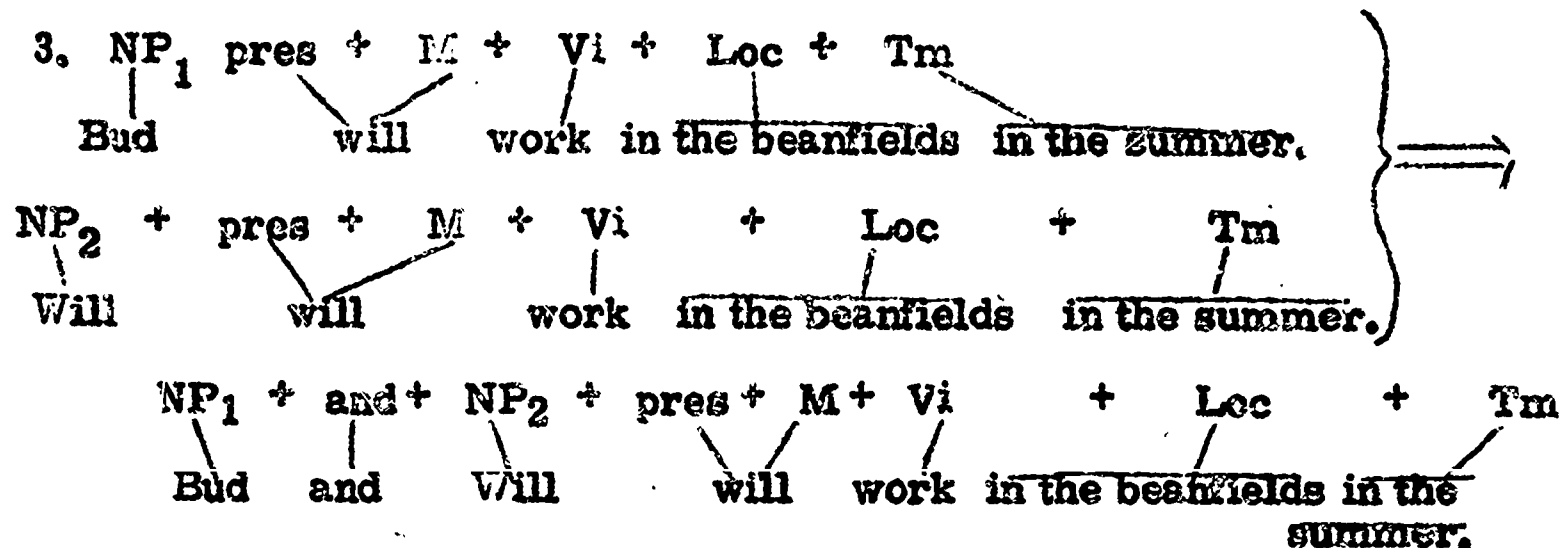 3. NP1 pres + M + Vi + Loc + Tm
Bud will work in the beanfields in the summer.
NP2 + pres + M + Vi + Loc + Tm
Will will work in the beanfields in the summer.
NP1 + and + NP2 + pres + M + Vi + Loc + Tm
Bud and Will will work in the beanfields in the
summer.